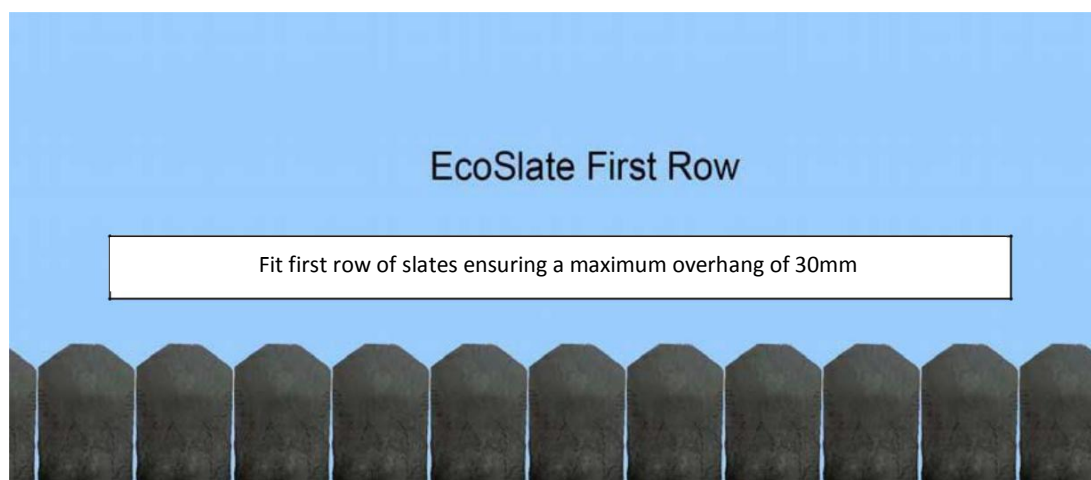 EcoSlate First Row
Fit first row of slates ensuring a maximum overhang of 30mm